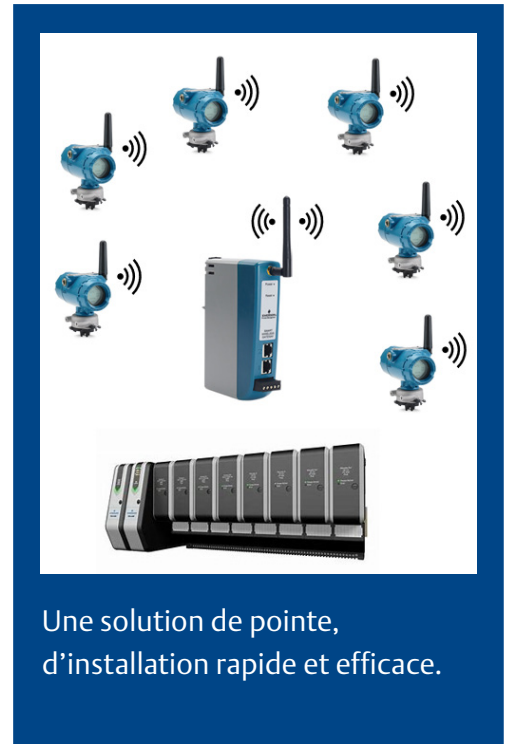 Une solution de pointe,
d’installation rapide et efficace.